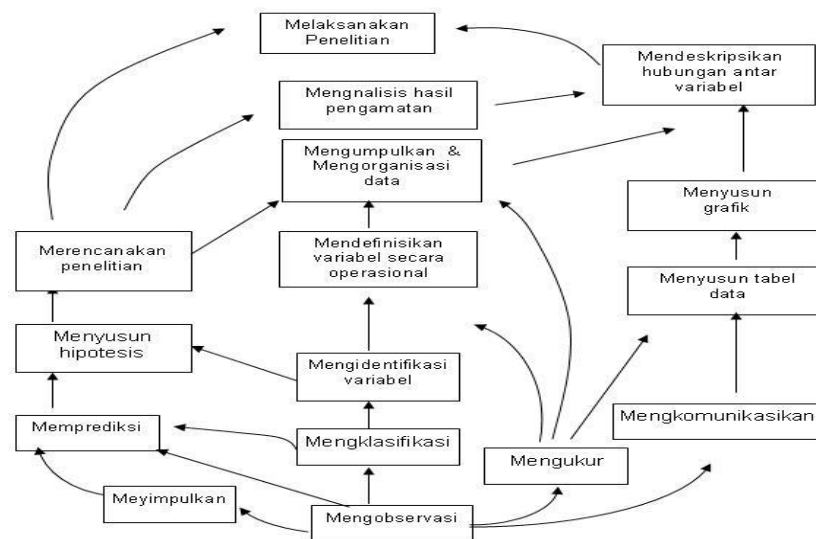 Melaksanakan
Penelitian
Mendeskripsikan
hubungan antar
variabel
Mengnalisis hasil
pengamatan
Mengumpulkan &
Mengorganisasi
data
Menyusun
grafik
Merencanakan
penelitian
Mendefinisikan
variabel secara
operasional
Menyusun tabel
data
Menyusun
hipotesis
Mengidentifikasi
variabel
Memprediksi
Mengklasifikasi
Mengkomunikasikan
Mengukur
Meyimpulkan
Mengobservasi